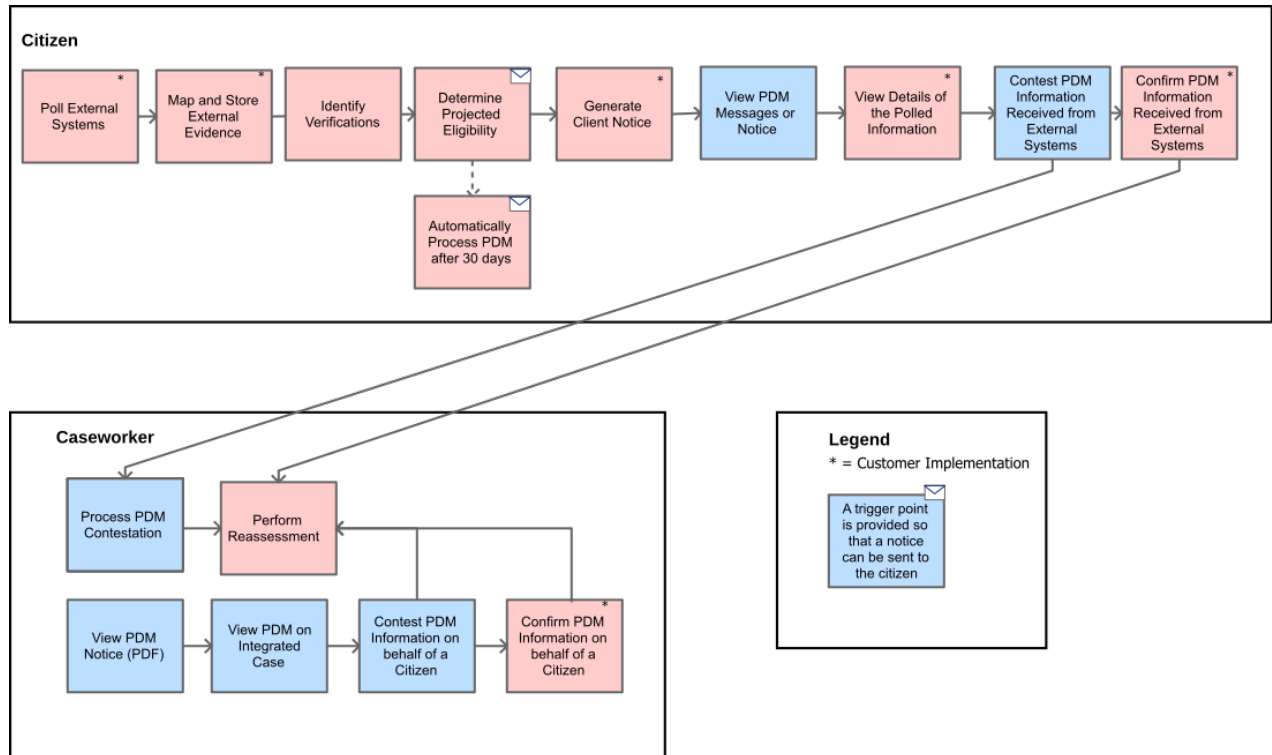 Citizen
*
Poll External
Systems
*
Map and Store
External
Evidence
Identify
Verifications
Determine
Projected
Eligibility
*
Generate
Client Notice
View PDM
Messages or
Notice
*
View Details of
the Polled
Information
Contest PDM
Information
Received from
External
Systems
*
Confirm PDM
Information
Received from
External
Systems
Automatically
Process PDM
after 30 days
Caseworker
Process PDM
Contestation
Perform
Reassessment
View PDM
Notice (PDF)
View PDM on
Integrated
Case
Contest PDM
Information on
behalf of a
Citizen
*
Confirm PDM
Information on
behalf of a
Citizen
Legend
* = Customer Implementation
A trigger point
is provided so
that a notice
can be sent to
the citizen